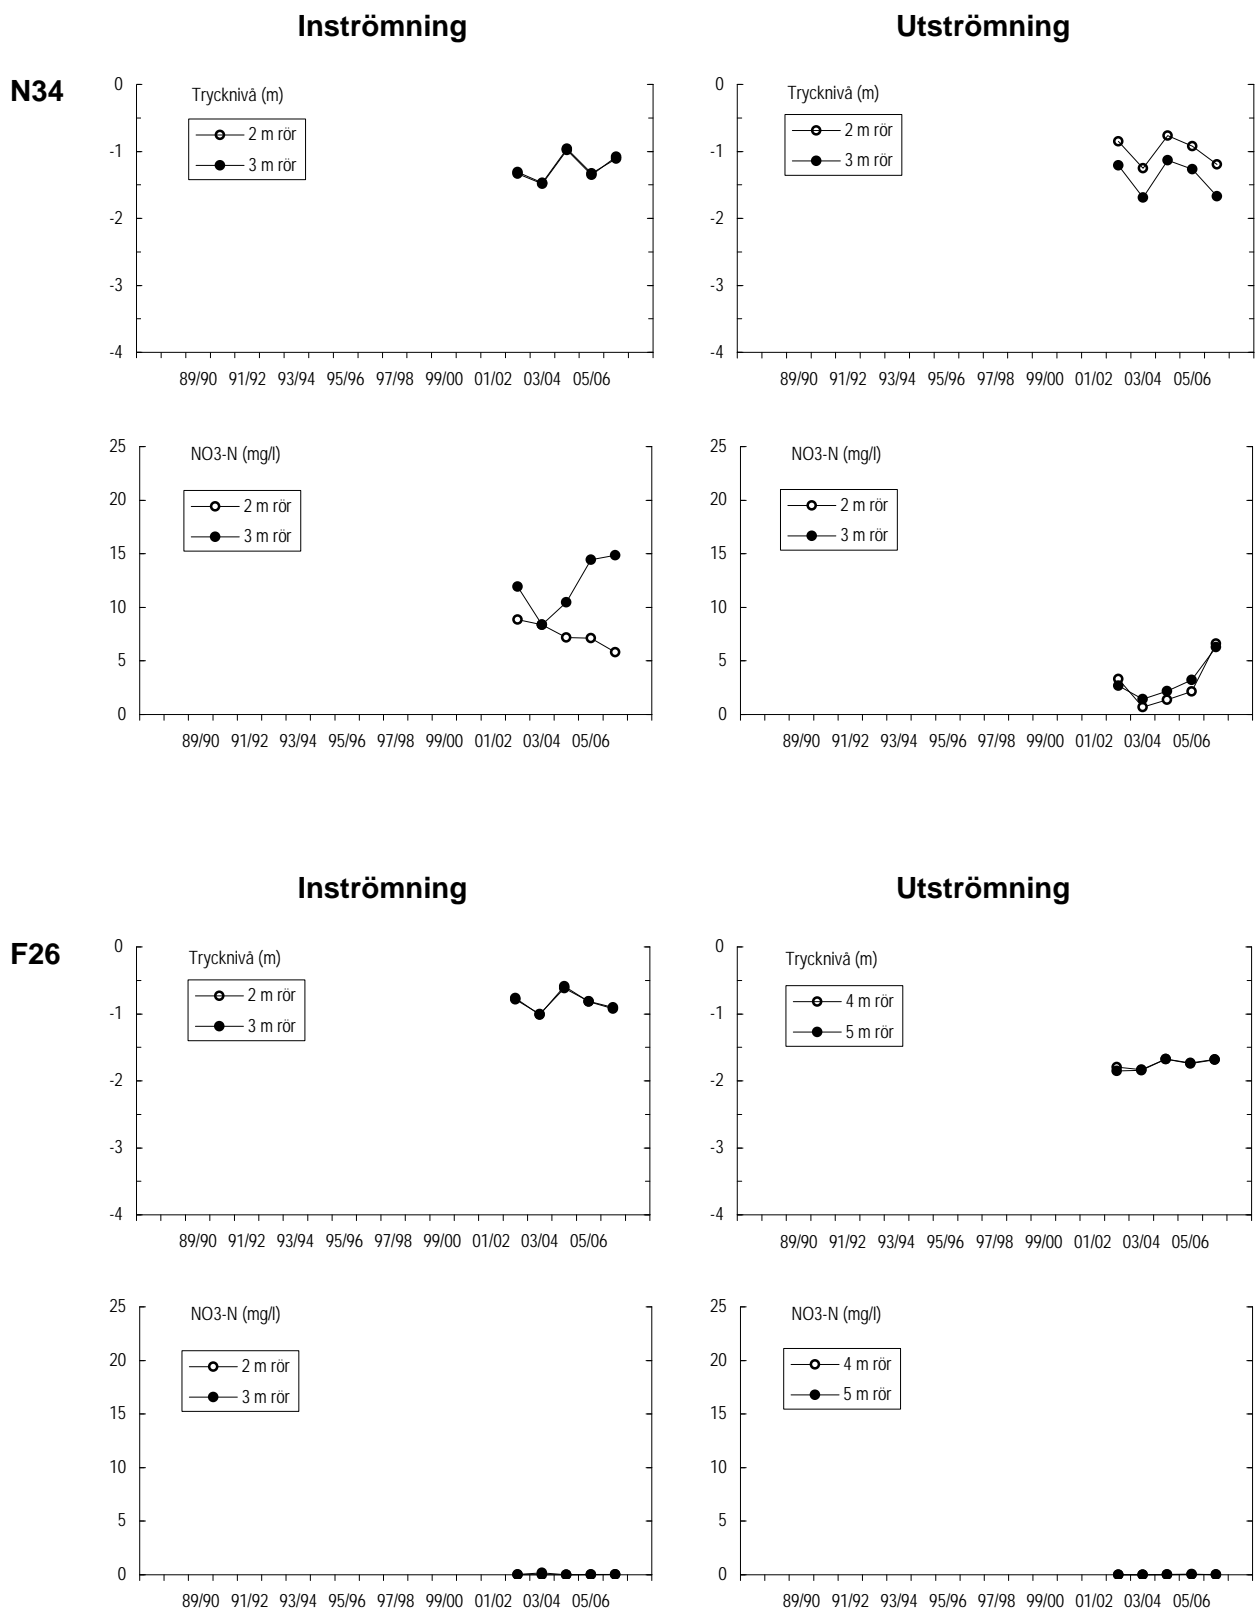 Inströmning Utströmning
N34
0 Trycknivå (m) 2 m rör 3 m rör -1 -2 -3 -4
89/90 91/92 93/94 95/96 97/98 99/00 01/02 03/04 05/06
0 Trycknivå (m) 2 m rör 3 m rör -1 -2 -3 -4
89/90 91/92 93/94 95/96 97/98 99/00 01/02 03/04 05/06
25 NO3-N (mg/l) 20 2 m rör 3 m rör 15 10 5 0
89/90 91/92 93/94 95/96 97/98 99/00 01/02 03/04 05/06
25 NO3-N (mg/l) 20 2 m rör 3 m rör 15 10 5 0
89/90 91/92 93/94 95/96 97/98 99/00 01/02 03/04 05/06
Inströmning Utströmning
F26
0 Trycknivå (m) 2 m rör -1 3 m rör -2 -3 -4
89/90 91/92 93/94 95/96 97/98 99/00 01/02 03/04 05/06
0 Trycknivå (m) 4 m rör -1 5 m rör -2 -3 -4
89/90 91/92 93/94 95/96 97/98 99/00 01/02 03/04 05/06
25 NO3-N (mg/l) 20 2 m rör 3 m rör 15 10 5 0
89/90 91/92 93/94 95/96 97/98 99/00 01/02 03/04 05/06
25 NO3-N (mg/l) 20 4 m rör 5 m rör 15 10 5 0
89/90 91/92 93/94 95/96 97/98 99/00 01/02 03/04 05/06